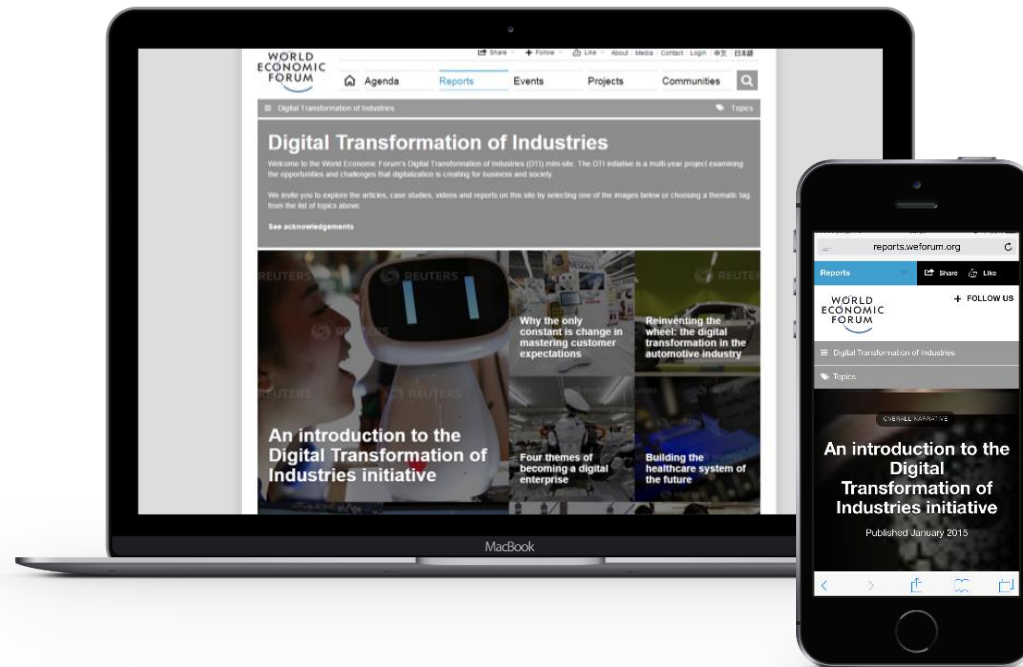 WORLD
ECONOMIC
FORUM
Share
Follow
Like
About
Media
Contact
Login
中文
日本語
Agenda
Reports
Events
Projects
Communities
Digital Transformation of Industries
Topics
Digital Transformation of Industries
Welcome to the World Economic Forum's Digital Transformation of Industries (DTI) mini-site. The DTI initiative is a multi-year project examining
the opportunities and challenges that digitalization is creating for business and society.
We invite you to explore the articles, case studies, videos and reports on this site by selecting one of the images below or choosing a thematic tag
from the list of topics above.
See acknowledgements
REUTERS
REUTERS
Why the only
constant is change in
mastering customer
expectations
Reinventing the
wheel: the digital
transformation in the
automotive industry
REUTERS
An introduction to the
Digital Transformation of
Industries initiative
Four themes of
becoming a digital
enterprise
Building the
healthcare system of
the future
MacBook
reports.weforum.org
Reports
Share
Like
WORLD
ECONOMIC
FORUM
+ FOLLOW US
Digital Transformation of Industries
Topics
OVERALL NARRATIVE
An introduction to the
Digital
Transformation of
Industries initiative
Published January 2015